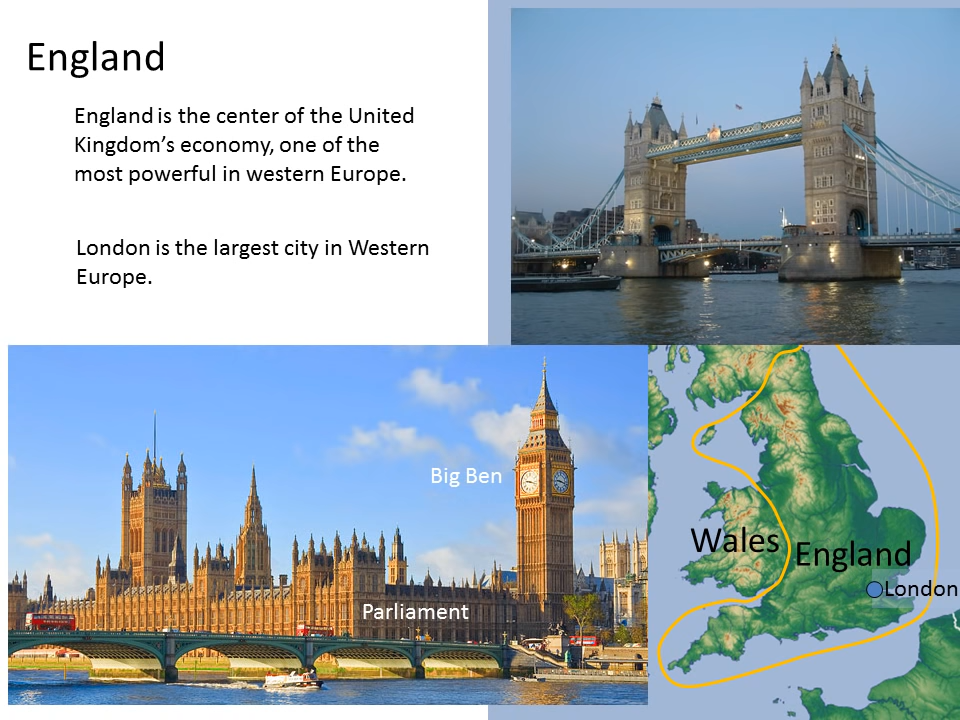 England
England is the center of the United
Kingdom’s economy, one of the
most powerful in western Europe.
London is the largest city in Western
Europe.
Big Ben
Parliament
Wales
England
London